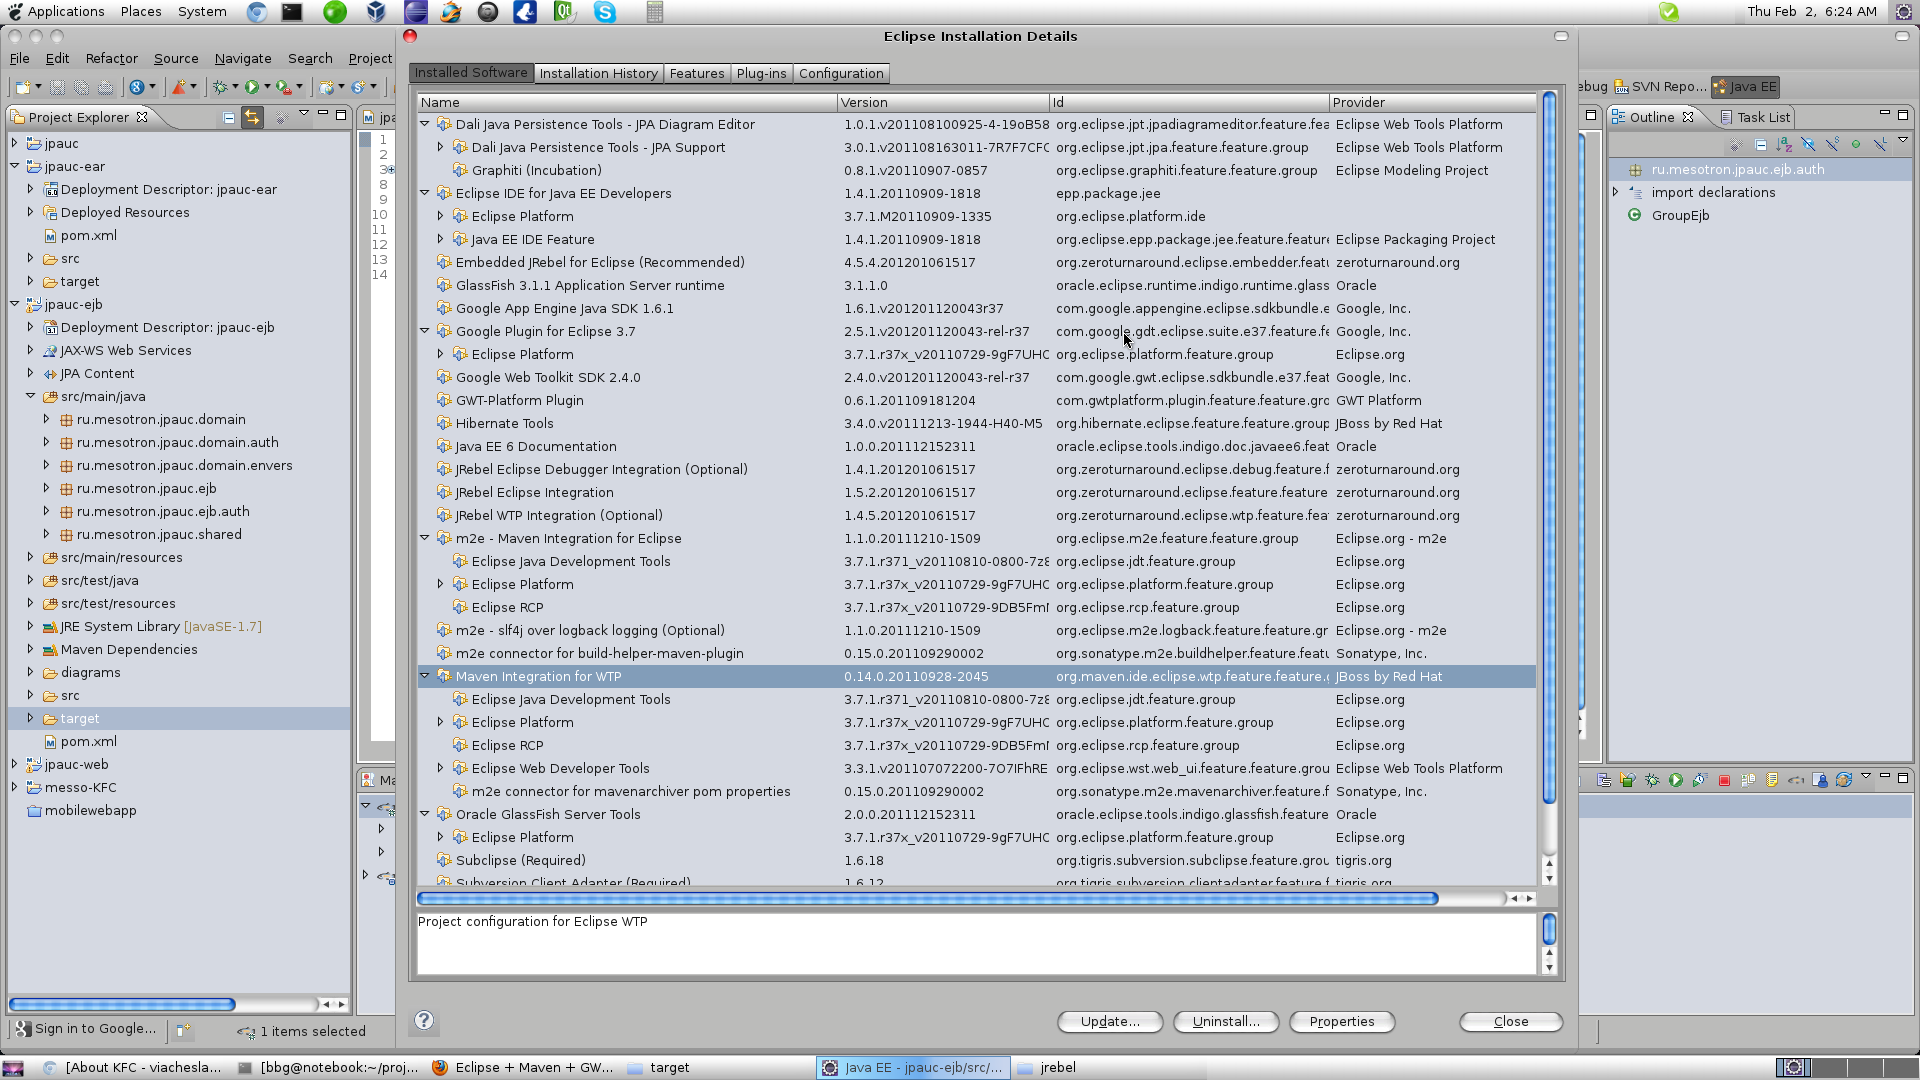 Applications Places System Thu Feb 2, 6:24 AM
Eclipse Installation Details
File Edit Refactor Source Navigate Search Project
Installed Software Installation History Features Plug-ins Configuration
ebug SVN Repo... Java EE
Project Explorer
jpauc
jpauc-ear
Deployment Descriptor: jpauc-ear
Deployed Resources
pom.xml
src
target
jpauc-ejb
Deployment Descriptor: jpauc-ejb
JAX-WS Web Services
JPA Content
src/main/java
ru.mesotron.jpauc.domain
ru.mesotron.jpauc.domain.auth
ru.mesotron.jpauc.domain.envers
ru.mesotron.jpauc.ejb
ru.mesotron.jpauc.ejb.auth
ru.mesotron.jpauc.shared
src/main/resources
src/test/java
src/test/resources
JRE System Library [JavaSE-1.7]
Maven Dependencies
diagrams
src
target
pom.xml
jpauc-web
messo-KFC
mobilewebapp
Sign in to Google...
1 items selected
jpa
1
2
3
8
9
10
11
12
13
14
Ma
Name Version Id Provider
Dali Java Persistence Tools - JPA Diagram Editor 1.0.1.v201108100925-4-19oB58 org.eclipse.jpt.jpadiagrameditor.feature.fea Eclipse Web Tools Platform
Dali Java Persistence Tools - JPA Support 3.0.1.v201108163011-7R7F7CFC org.eclipse.jpt.jpa.feature.feature.group Eclipse Web Tools Platform
Graphiti (Incubation) 0.8.1.v20110907-0857 org.eclipse.graphiti.feature.feature.group Eclipse Modeling Project
Eclipse IDE for Java EE Developers 1.4.1.20110909-1818 epp.package.jee
Eclipse Platform 3.7.1.M20110909-1335 org.eclipse.platform.ide
Java EE IDE Feature 1.4.1.20110909-1818 org.eclipse.epp.package.jee.feature.feature Eclipse Packaging Project
Embedded JRebel for Eclipse (Recommended) 4.5.4.201201061517 org.zeroturnaround.eclipse.embedder.featu zeroturnaround.org
GlassFish 3.1.1 Application Server runtime 3.1.1.0 oracle.eclipse.runtime.indigo.runtime.glass Oracle
Google App Engine Java SDK 1.6.1 1.6.1.v201201120043r37 com.google.appengine.eclipse.sdkbundle.e Google, Inc.
Google Plugin for Eclipse 3.7 2.5.1.v201201120043-rel-r37 com.google.gdt.eclipse.suite.e37.feature.fe Google, Inc.
Eclipse Platform 3.7.1.r37x_v20110729-9gF7UHC org.eclipse.platform.feature.group Eclipse.org
Google Web Toolkit SDK 2.4.0 2.4.0.v201201120043-rel-r37 com.google.gwt.eclipse.sdkbundle.e37.feat Google, Inc.
GWT-Platform Plugin 0.6.1.201109181204 com.gwtplatform.plugin.feature.feature.gro GWT Platform
Hibernate Tools 3.4.0.v20111213-1944-H40-M5 org.hibernate.eclipse.feature.feature.group JBoss by Red Hat
Java EE 6 Documentation 1.0.0.201112152311 oracle.eclipse.tools.indigo.doc.javaee6.feat Oracle
JRebel Eclipse Debugger Integration (Optional) 1.4.1.201201061517 org.zeroturnaround.eclipse.debug.feature.f zeroturnaround.org
JRebel Eclipse Integration 1.5.2.201201061517 org.zeroturnaround.eclipse.feature.feature zeroturnaround.org
JRebel WTP Integration (Optional) 1.4.5.201201061517 org.zeroturnaround.eclipse.wtp.feature.fea zeroturnaround.org
m2e - Maven Integration for Eclipse 1.1.0.20111210-1509 org.eclipse.m2e.feature.feature.group Eclipse.org - m2e
Eclipse Java Development Tools 3.7.1.r371_v20110810-0800-7z8 org.eclipse.jdt.feature.group Eclipse.org
Eclipse Platform 3.7.1.r37x_v20110729-9gF7UHC org.eclipse.platform.feature.group Eclipse.org
Eclipse RCP 3.7.1.r37x_v20110729-9DB5Fm org.eclipse.rcp.feature.group Eclipse.org
m2e - slf4j over logback logging (Optional) 1.1.0.20111210-1509 org.eclipse.m2e.logback.feature.feature.gr Eclipse.org - m2e
m2e connector for build-helper-maven-plugin 0.15.0.201109290002 org.sonatype.m2e.buildhelper.feature.featu Sonatype, Inc.
Maven Integration for WTP 0.14.0.20110928-2045 org.maven.ide.eclipse.wtp.feature.feature.g JBoss by Red Hat
Eclipse Java Development Tools 3.7.1.r371_v20110810-0800-7z8 org.eclipse.jdt.feature.group Eclipse.org
Eclipse Platform 3.7.1.r37x_v20110729-9gF7UHC org.eclipse.platform.feature.group Eclipse.org
Eclipse RCP 3.7.1.r37x_v20110729-9DB5Fm org.eclipse.rcp.feature.group Eclipse.org
Eclipse Web Developer Tools 3.3.1.v201107072200-7O7IFhRE org.eclipse.wst.web_ui.feature.feature.grou Eclipse Web Tools Platform
m2e connector for mavenarchiver pom properties 0.15.0.201109290002 org.sonatype.m2e.mavenarchiver.feature.f Sonatype, Inc.
Oracle GlassFish Server Tools 2.0.0.201112152311 oracle.eclipse.tools.indigo.glassfish.feature Oracle
Eclipse Platform 3.7.1.r37x_v20110729-9gF7UHC org.eclipse.platform.feature.group Eclipse.org
Subclipse (Required) 1.6.18 org.tigris.subversion.subclipse.feature.grou tigris.org
Subversion Client Adapter (Required) 1.6.12 org.tigris.subversion.clientadapter.feature.f tigris.org
Project configuration for Eclipse WTP
Update... Uninstall... Properties Close
Outline Task List
ru.mesotron.jpauc.ejb.auth
import declarations
GroupEjb
[About KFC - viachesla... [bbg@notebook:~/proj... Eclipse + Maven + GW... target Java EE - jpauc-ejb/src/... jrebel